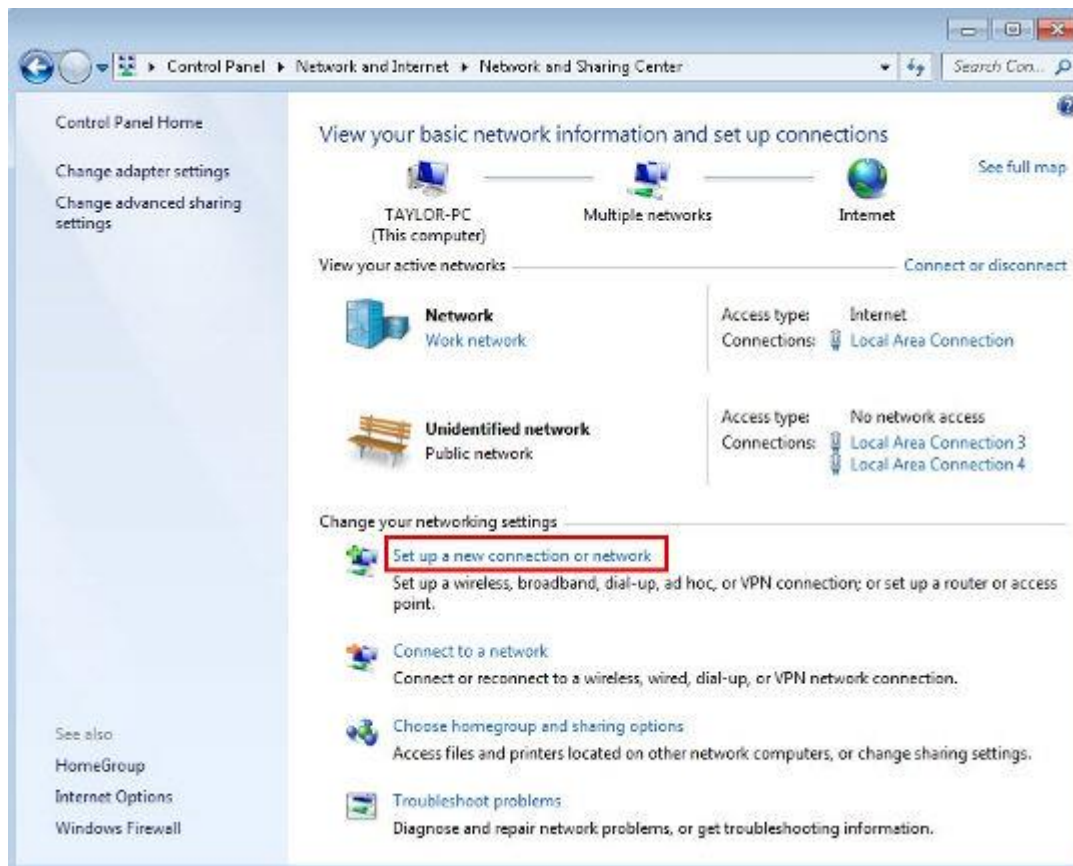 Control Panel ▸ Network and Internet ▸ Network and Sharing Center
Search Con...
Control Panel Home
Change adapter settings
Change advanced sharing
settings
See also
HomeGroup
Internet Options
Windows Firewall
View your basic network information and set up connections
See full map
TAYLOR-PC
(This computer)
Multiple networks
Internet
View your active networks
Connect or disconnect
Network
Work network
Access type: Internet
Connections: Local Area Connection
Unidentified network
Public network
Access type: No network access
Connections: Local Area Connection 3
Local Area Connection 4
Change your networking settings
Set up a new connection or network
Set up a wireless, broadband, dial-up, ad hoc, or VPN connection; or set up a router or access
point.
Connect to a network
Connect or reconnect to a wireless, wired, dial-up, or VPN network connection.
Choose homegroup and sharing options
Access files and printers located on other network computers, or change sharing settings.
Troubleshoot problems
Diagnose and repair network problems, or get troubleshooting information.